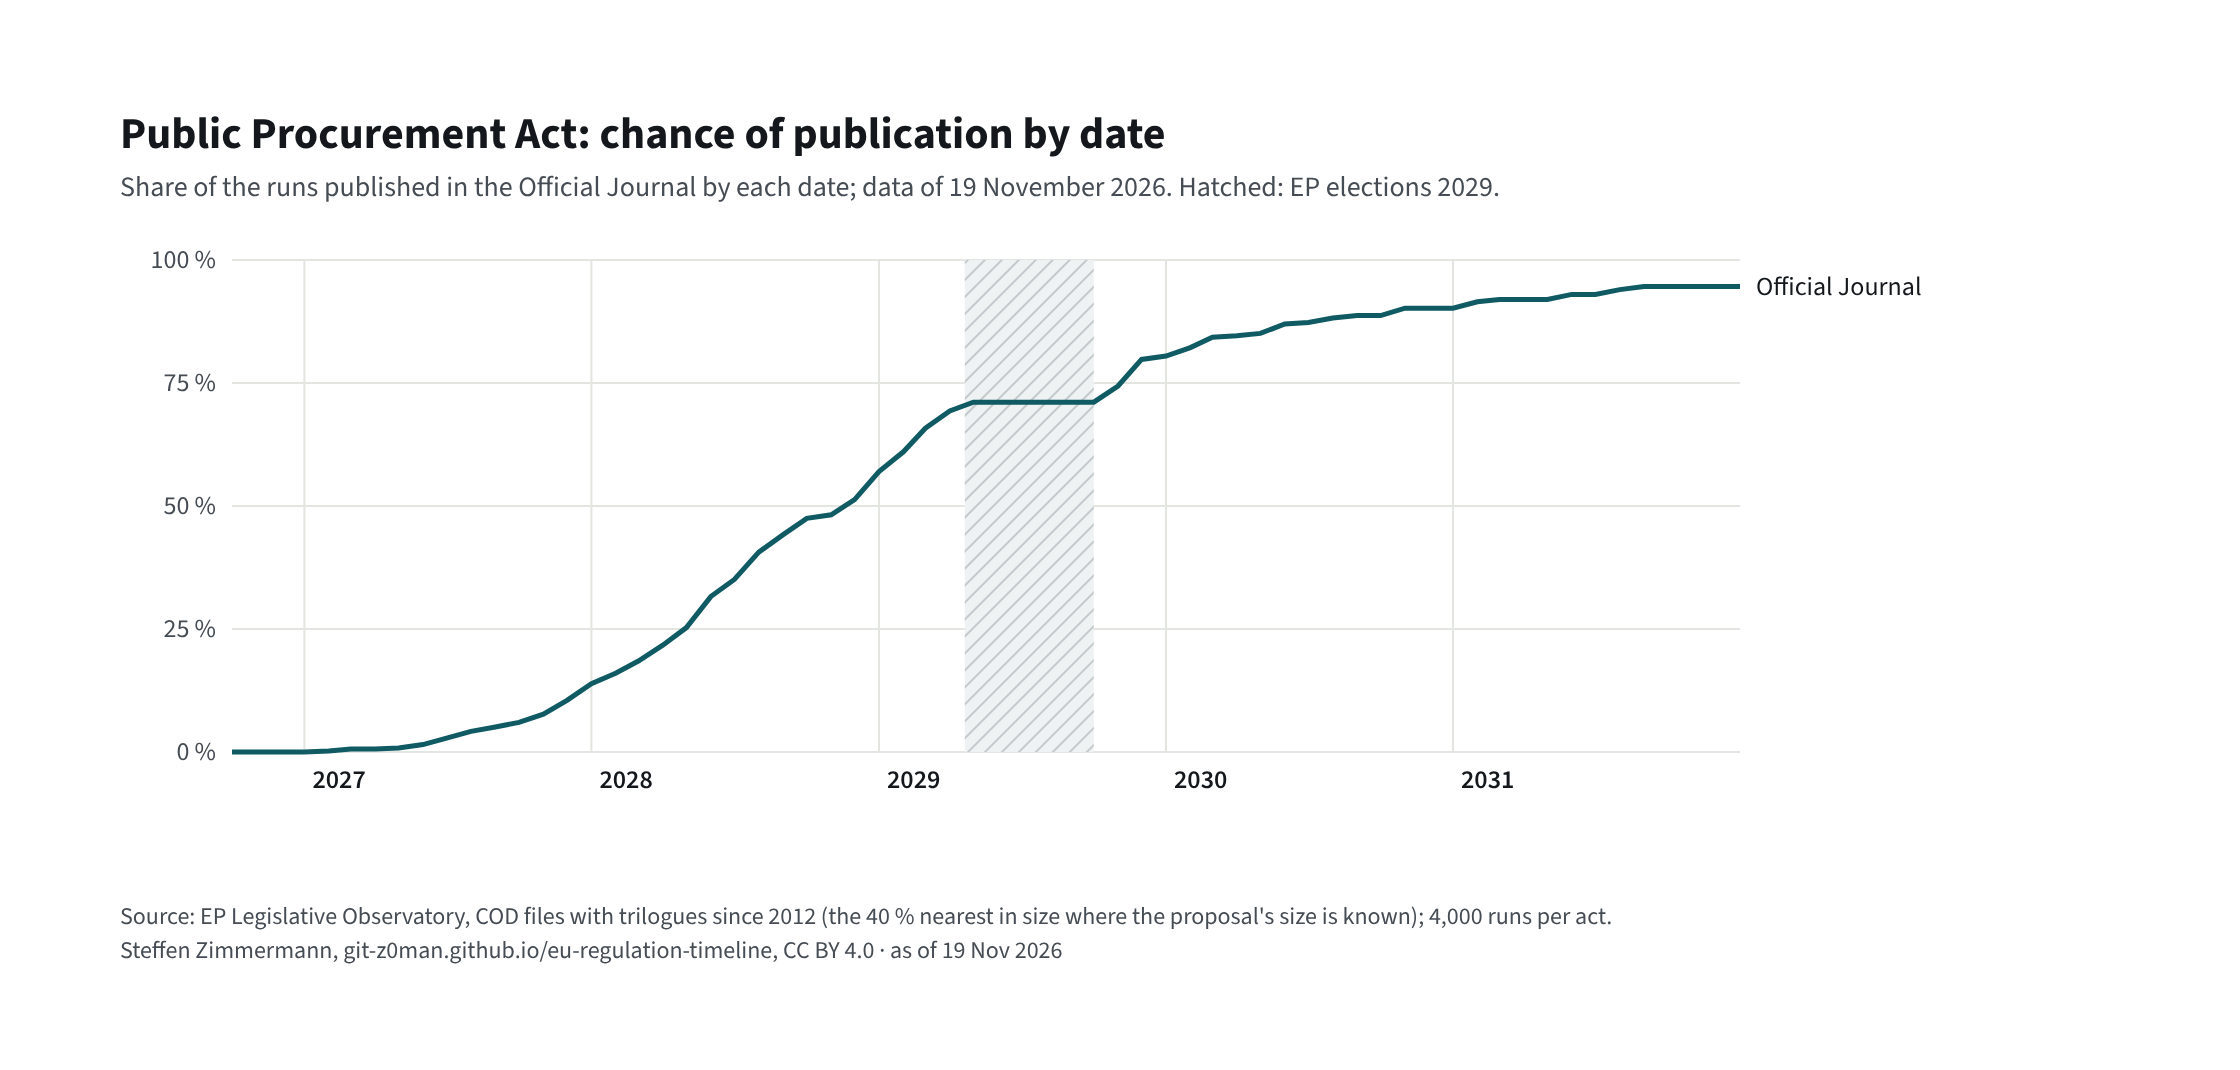 Public Procurement Act: chance of publication by date
Share of the runs published in the Official Journal by each date; data of 19 November 2026. Hatched: EP elections 2029.
100 %
Official Journal
75 %
50 %
25 %
0 %
2027 2028 2029 2030 2031
Source: EP Legislative Observatory, COD files with trilogues since 2012 (the 40 % nearest in size where the proposal's size is known); 4,000 runs per act.
Steffen Zimmermann, git-z0man.github.io/eu-regulation-timeline, CC BY 4.0 · as of 19 Nov 2026